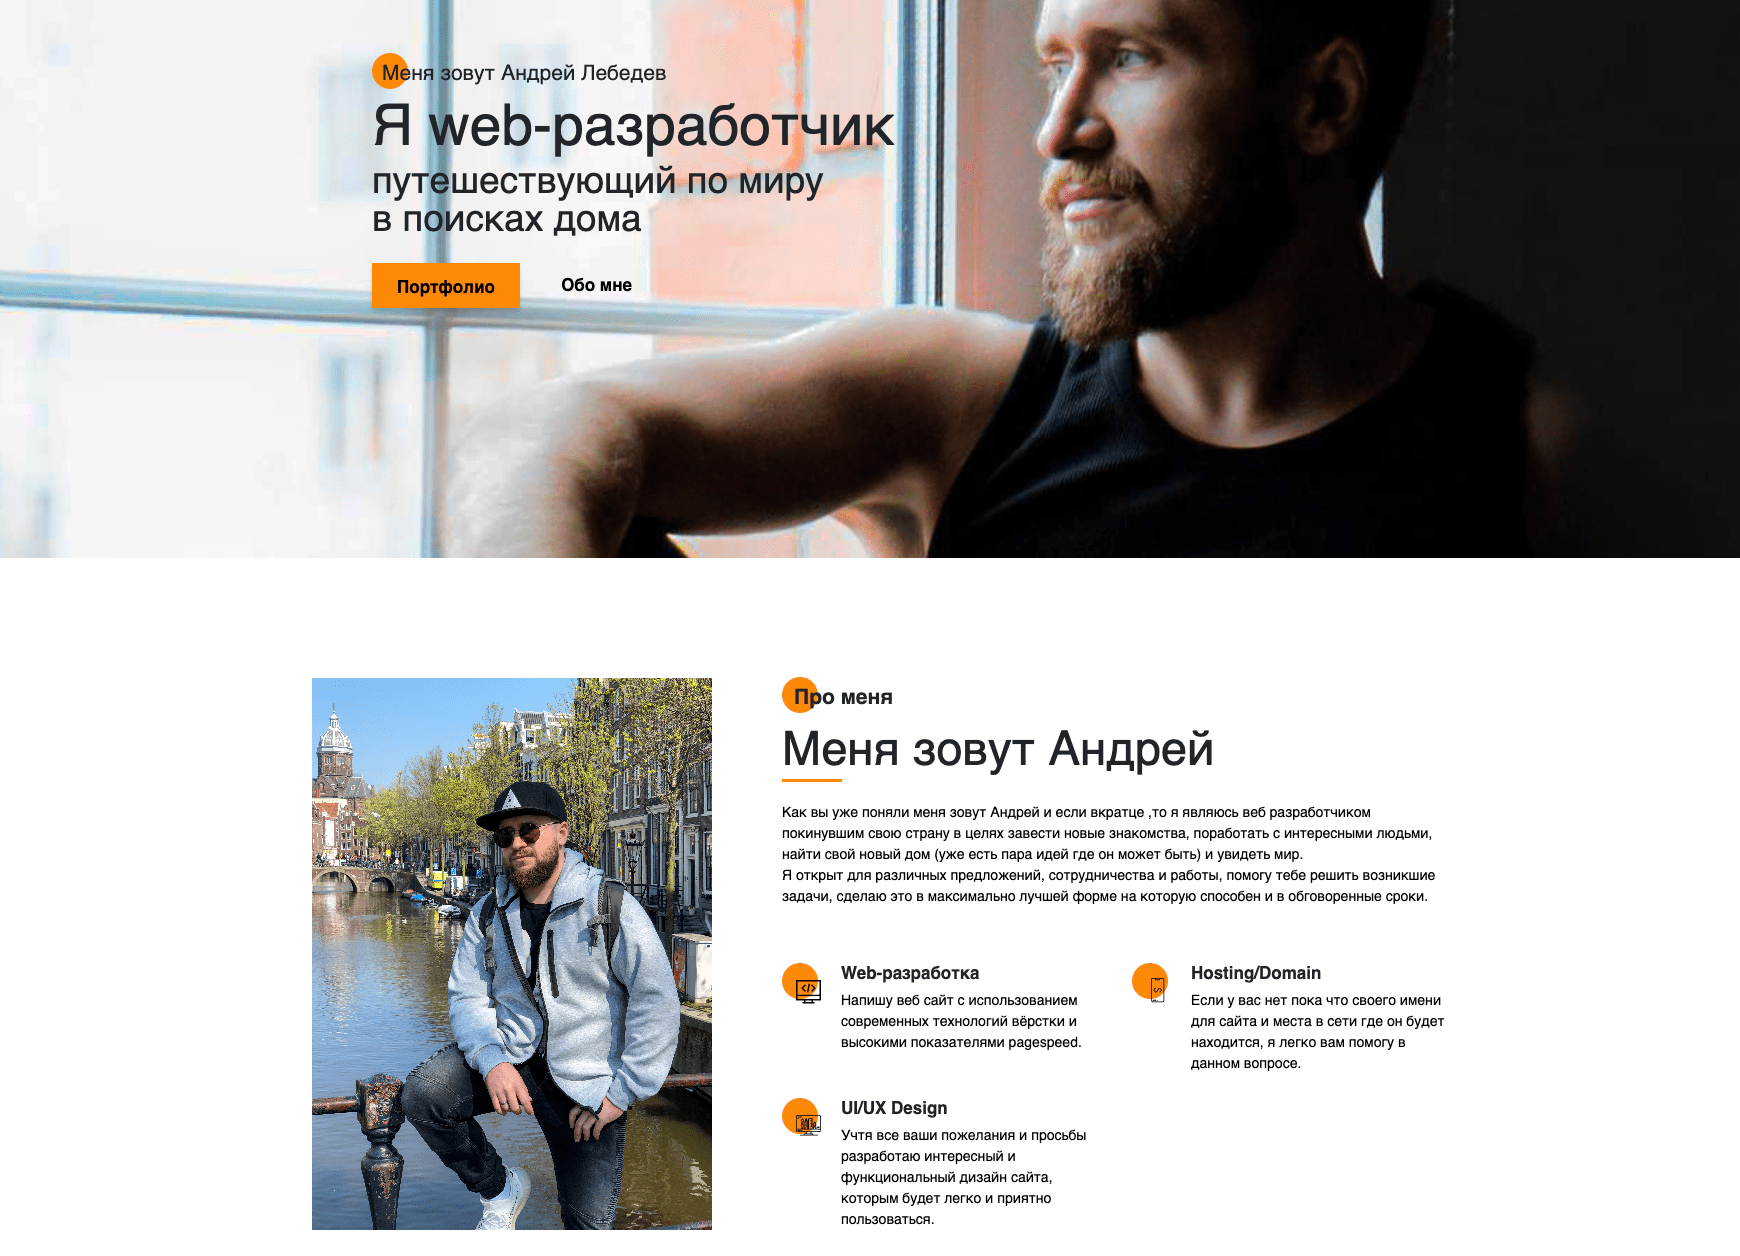 Меня зовут Андрей Лебедев
Я web-разработчик
путешествующий по миру
в поисках дома
Портфолио
Обо мне
Про меня
Меня зовут Андрей
Как вы уже поняли меня зовут Андрей и если вкратце ,то я являюсь веб разработчиком
покинувшим свою страну в целях завести новые знакомства, поработать с интересными людьми,
найти свой новый дом (уже есть пара идей где он может быть) и увидеть мир.
Я открыт для различных предложений, сотрудничества и работы, помогу тебе решить возникшие
задачи, сделаю это в максимально лучшей форме на которую способен и в обговоренные сроки.
Web-разработка
Напишу веб сайт с использованием
современных технологий вёрстки и
высокими показателями pagespeed.
Hosting/Domain
Если у вас нет пока что своего имени
для сайта и места в сети где он будет
находится, я легко вам помогу в
данном вопросе.
UI/UX Design
Учтя все ваши пожелания и просьбы
разработаю интересный и
функциональный дизайн сайта,
которым будет легко и приятно
пользоваться.